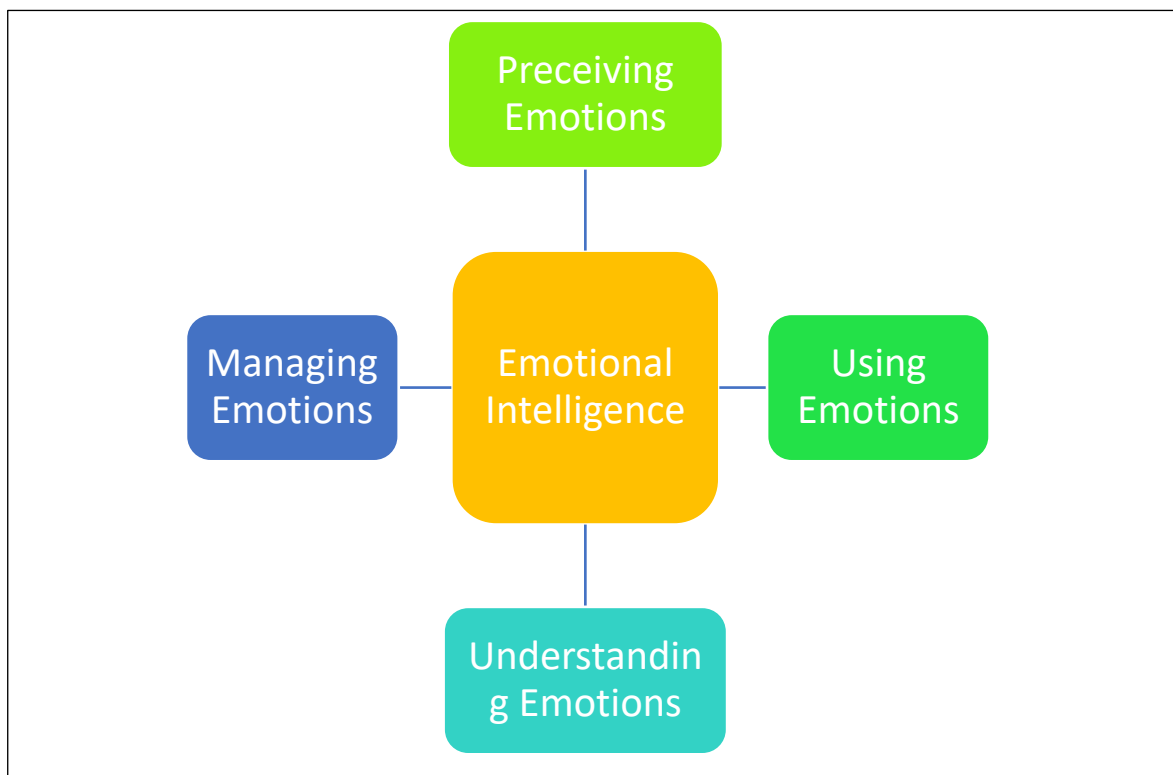 Preceiving
Emotions
Managing
Emotions
Emotional
Intelligence
Using
Emotions
Understandin
g Emotions